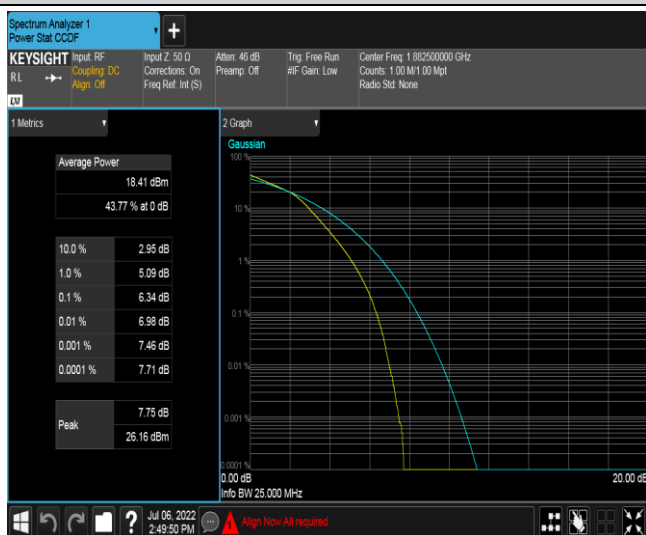 Spectrum Analyzer 1
Power Stat CCDF
+
KEYSIGHT
R L
LXI
Input: RF
Coupling: DC
Align: Off
Input Z: 50 Ω
Corrections: On
Freq Ref: Int (S)
Atten: 46 dB
Preamp: Off
Trig: Free Run
#IF Gain: Low
Center Freq: 1.882500000 GHz
Counts: 1.00 M/1.00 Mpt
Radio Std: None
1 Metrics
Average Power
18.41 dBm
43.77 % at 0 dB
10.0 % 2.95 dB
1.0 % 5.09 dB
0.1 % 6.34 dB
0.01 % 6.98 dB
0.001 % 7.46 dB
0.0001 % 7.71 dB
Peak
7.75 dB
26.16 dBm
2 Graph
Gaussian
100 %
10 %
1 %
0.1 %
0.01 %
0.001 %
0.0001 %
0.00 dB 20.00 dB
Info BW 25.000 MHz
?
Jul 06, 2022
2:49:50 PM
Align Now All required